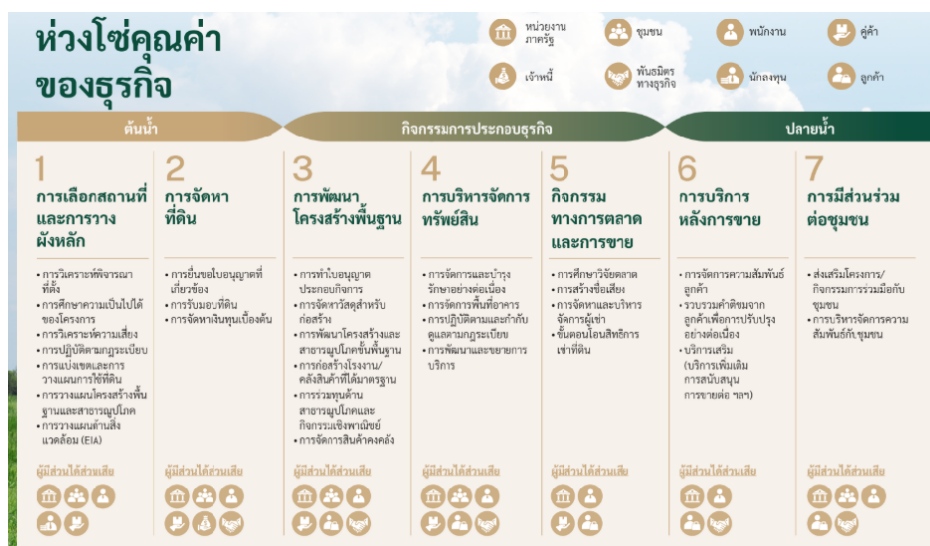 ห่วงโซ่คุณค่า
ของธุรกิจ
หน่วยงาน
ภาครัฐ
ชุมชน
พนักงาน
คู่ค้า
เจ้าหนี้
พันธมิตร
ทางธุรกิจ
นักลงทุน
ลูกค้า
ต้นน้ำ
กิจกรรมการประกอบธุรกิจ
ปลายน้ำ
1
การเลือกสถานที่
และการวาง
ผังหลัก
• การวิเคราะห์พิจารณา
ที่ตั้ง
• การศึกษาความเป็นไปได้
ของโครงการ
• การวิเคราะห์ความเสี่ยง
• การปฏิบัติตามกฎระเบียบ
• การแบ่งเขตและการ
วางแผนการใช้ที่ดิน
• การวางแผนโครงสร้างพื้น
ฐานและสาธารณูปโภค
• การวางแผนด้านสิ่ง
แวดล้อม (EIA)
ผู้มีส่วนได้ส่วนเสีย
2
การจัดหา
ที่ดิน
• การยื่นขอใบอนุญาตที่
เกี่ยวข้อง
• การรับมอบที่ดิน
• การจัดหาเงินทุนเบื้องต้น
ผู้มีส่วนได้ส่วนเสีย
3
การพัฒนา
โครงสร้างพื้นฐาน
• การทำใบอนุญาต
ประกอบกิจการ
• การจัดหาวัสดุสำหรับ
ก่อสร้าง
• การพัฒนาโครงสร้างและ
สาธารณูปโภคขั้นพื้นฐาน
• การก่อสร้างโรงงาน/
คลังสินค้าที่ได้มาตรฐาน
• การร่วมทุนด้าน
สาธารณูปโภคและ
กิจกรรมเชิงพาณิชย์
• การจัดการสินค้าคงคลัง
ผู้มีส่วนได้ส่วนเสีย
4
การบริหารจัดการ
ทรัพย์สิน
• การจัดการและบำรุง
รักษาอย่างต่อเนื่อง
• การจัดการพื้นที่อาคาร
• การปฏิบัติตามและกำกับ
ดูแลตามกฎระเบียบ
• การพัฒนาและขยายการ
บริการ
ผู้มีส่วนได้ส่วนเสีย
5
กิจกรรม
ทางการตลาด
และการขาย
• การศึกษาวิจัยตลาด
• การสร้างชื่อเสียง
• การจัดหาและบริหาร
จัดการผู้เช่า
• ขั้นตอนโอนสิทธิการ
เช่าที่ดิน
ผู้มีส่วนได้ส่วนเสีย
6
การบริการ
หลังการขาย
• การจัดการความสัมพันธ์
ลูกค้า
• รวบรวมคำติชมจาก
ลูกค้าเพื่อการปรับปรุง
อย่างต่อเนื่อง
• บริการเสริม
(บริการเพิ่มเติม
การสนับสนุน
การขายต่อ ฯลฯ)
ผู้มีส่วนได้ส่วนเสีย
7
การมีส่วนร่วม
ต่อชุมชน
• ส่งเสริมโครงการ/
กิจกรรมการร่วมมือกับ
ชุมชน
• การบริหารจัดการความ
สัมพันธ์กับชุมชน
ผู้มีส่วนได้ส่วนเสีย